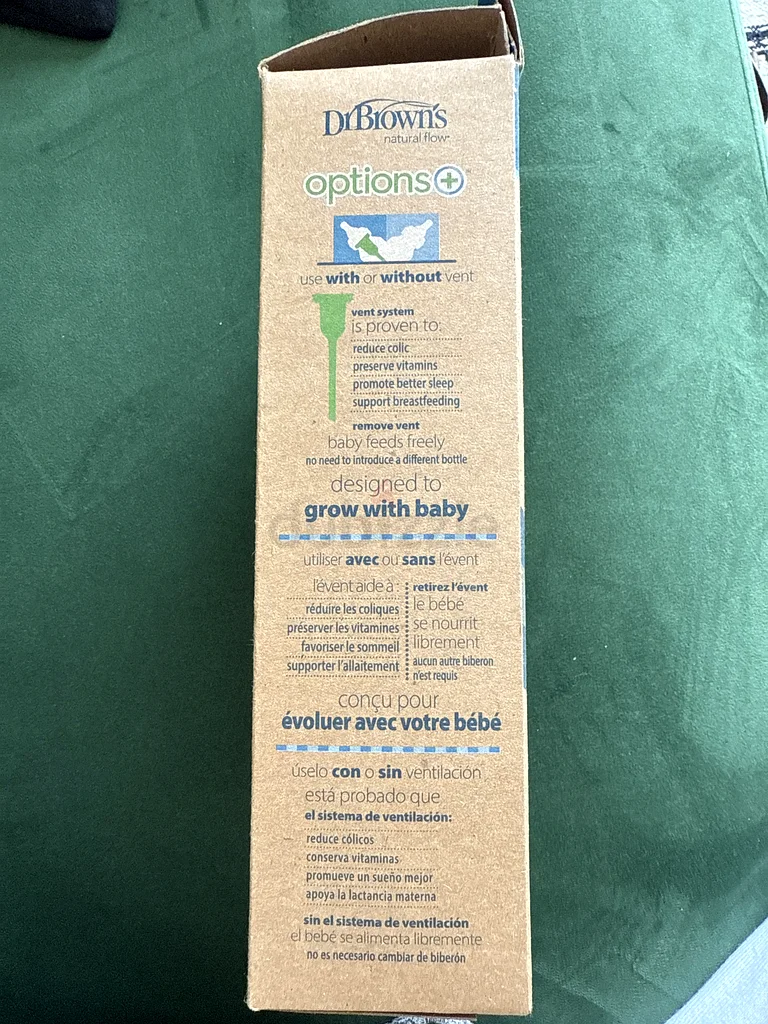 Dr Brown's
natural flow
options+
use with or without vent
vent system
is proven to:
reduce colic
preserve vitamins
promote better sleep
support breastfeeding
remove vent
baby feeds freely
no need to introduce a different bottle
designed to
grow with baby
dubizzle
utiliser avec ou sans l'évent
l'évent aide à :
réduire les coliques
préserver les vitamines
favoriser le sommeil
supporter l'allaitement
retirez l'évent
le bébé
se nourrit
librement
aucun autre biberon
n'est requis
conçu pour
évoluer avec votre bébé
úselo con o sin ventilación
está probado que
el sistema de ventilación:
reduce cólicos
conserva vitaminas
promueve un sueño mejor
apoya la lactancia materna
sin el sistema de ventilación
el bebé se alimenta libremente
no es necesario cambiar de biberón